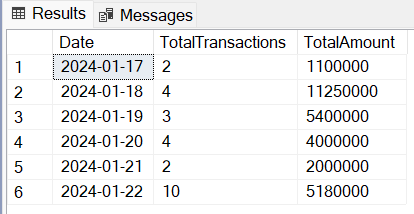 Results Messages
Date TotalTransactions TotalAmount
1 2024-01-17 2 1100000
2 2024-01-18 4 11250000
3 2024-01-19 3 5400000
4 2024-01-20 4 4000000
5 2024-01-21 2 2000000
6 2024-01-22 10 5180000